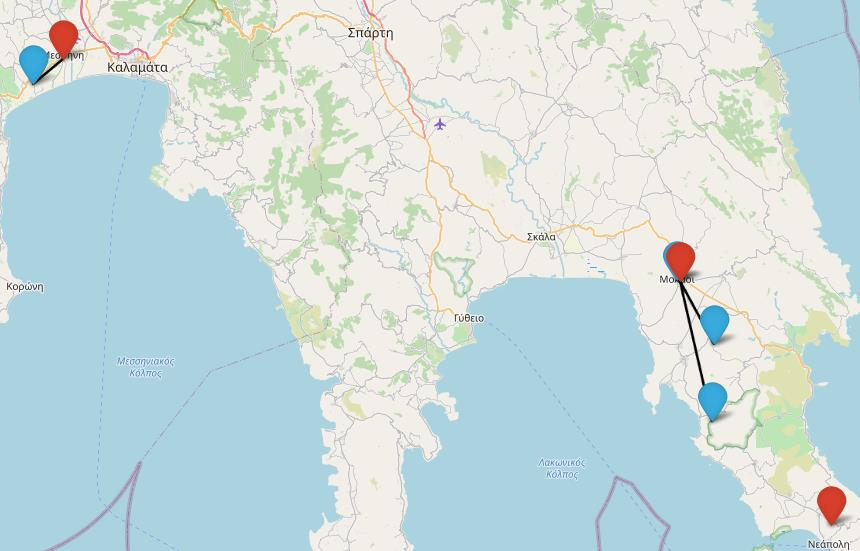 Σπάρτη
Μεσσήνη
Καλαμάτα
Σκάλα
Μολάοι
Κορώνη
Γύθειο
Μεσσηνιακός
Κόλπος
Λακωνικός
Κόλπος
Νεάπολη